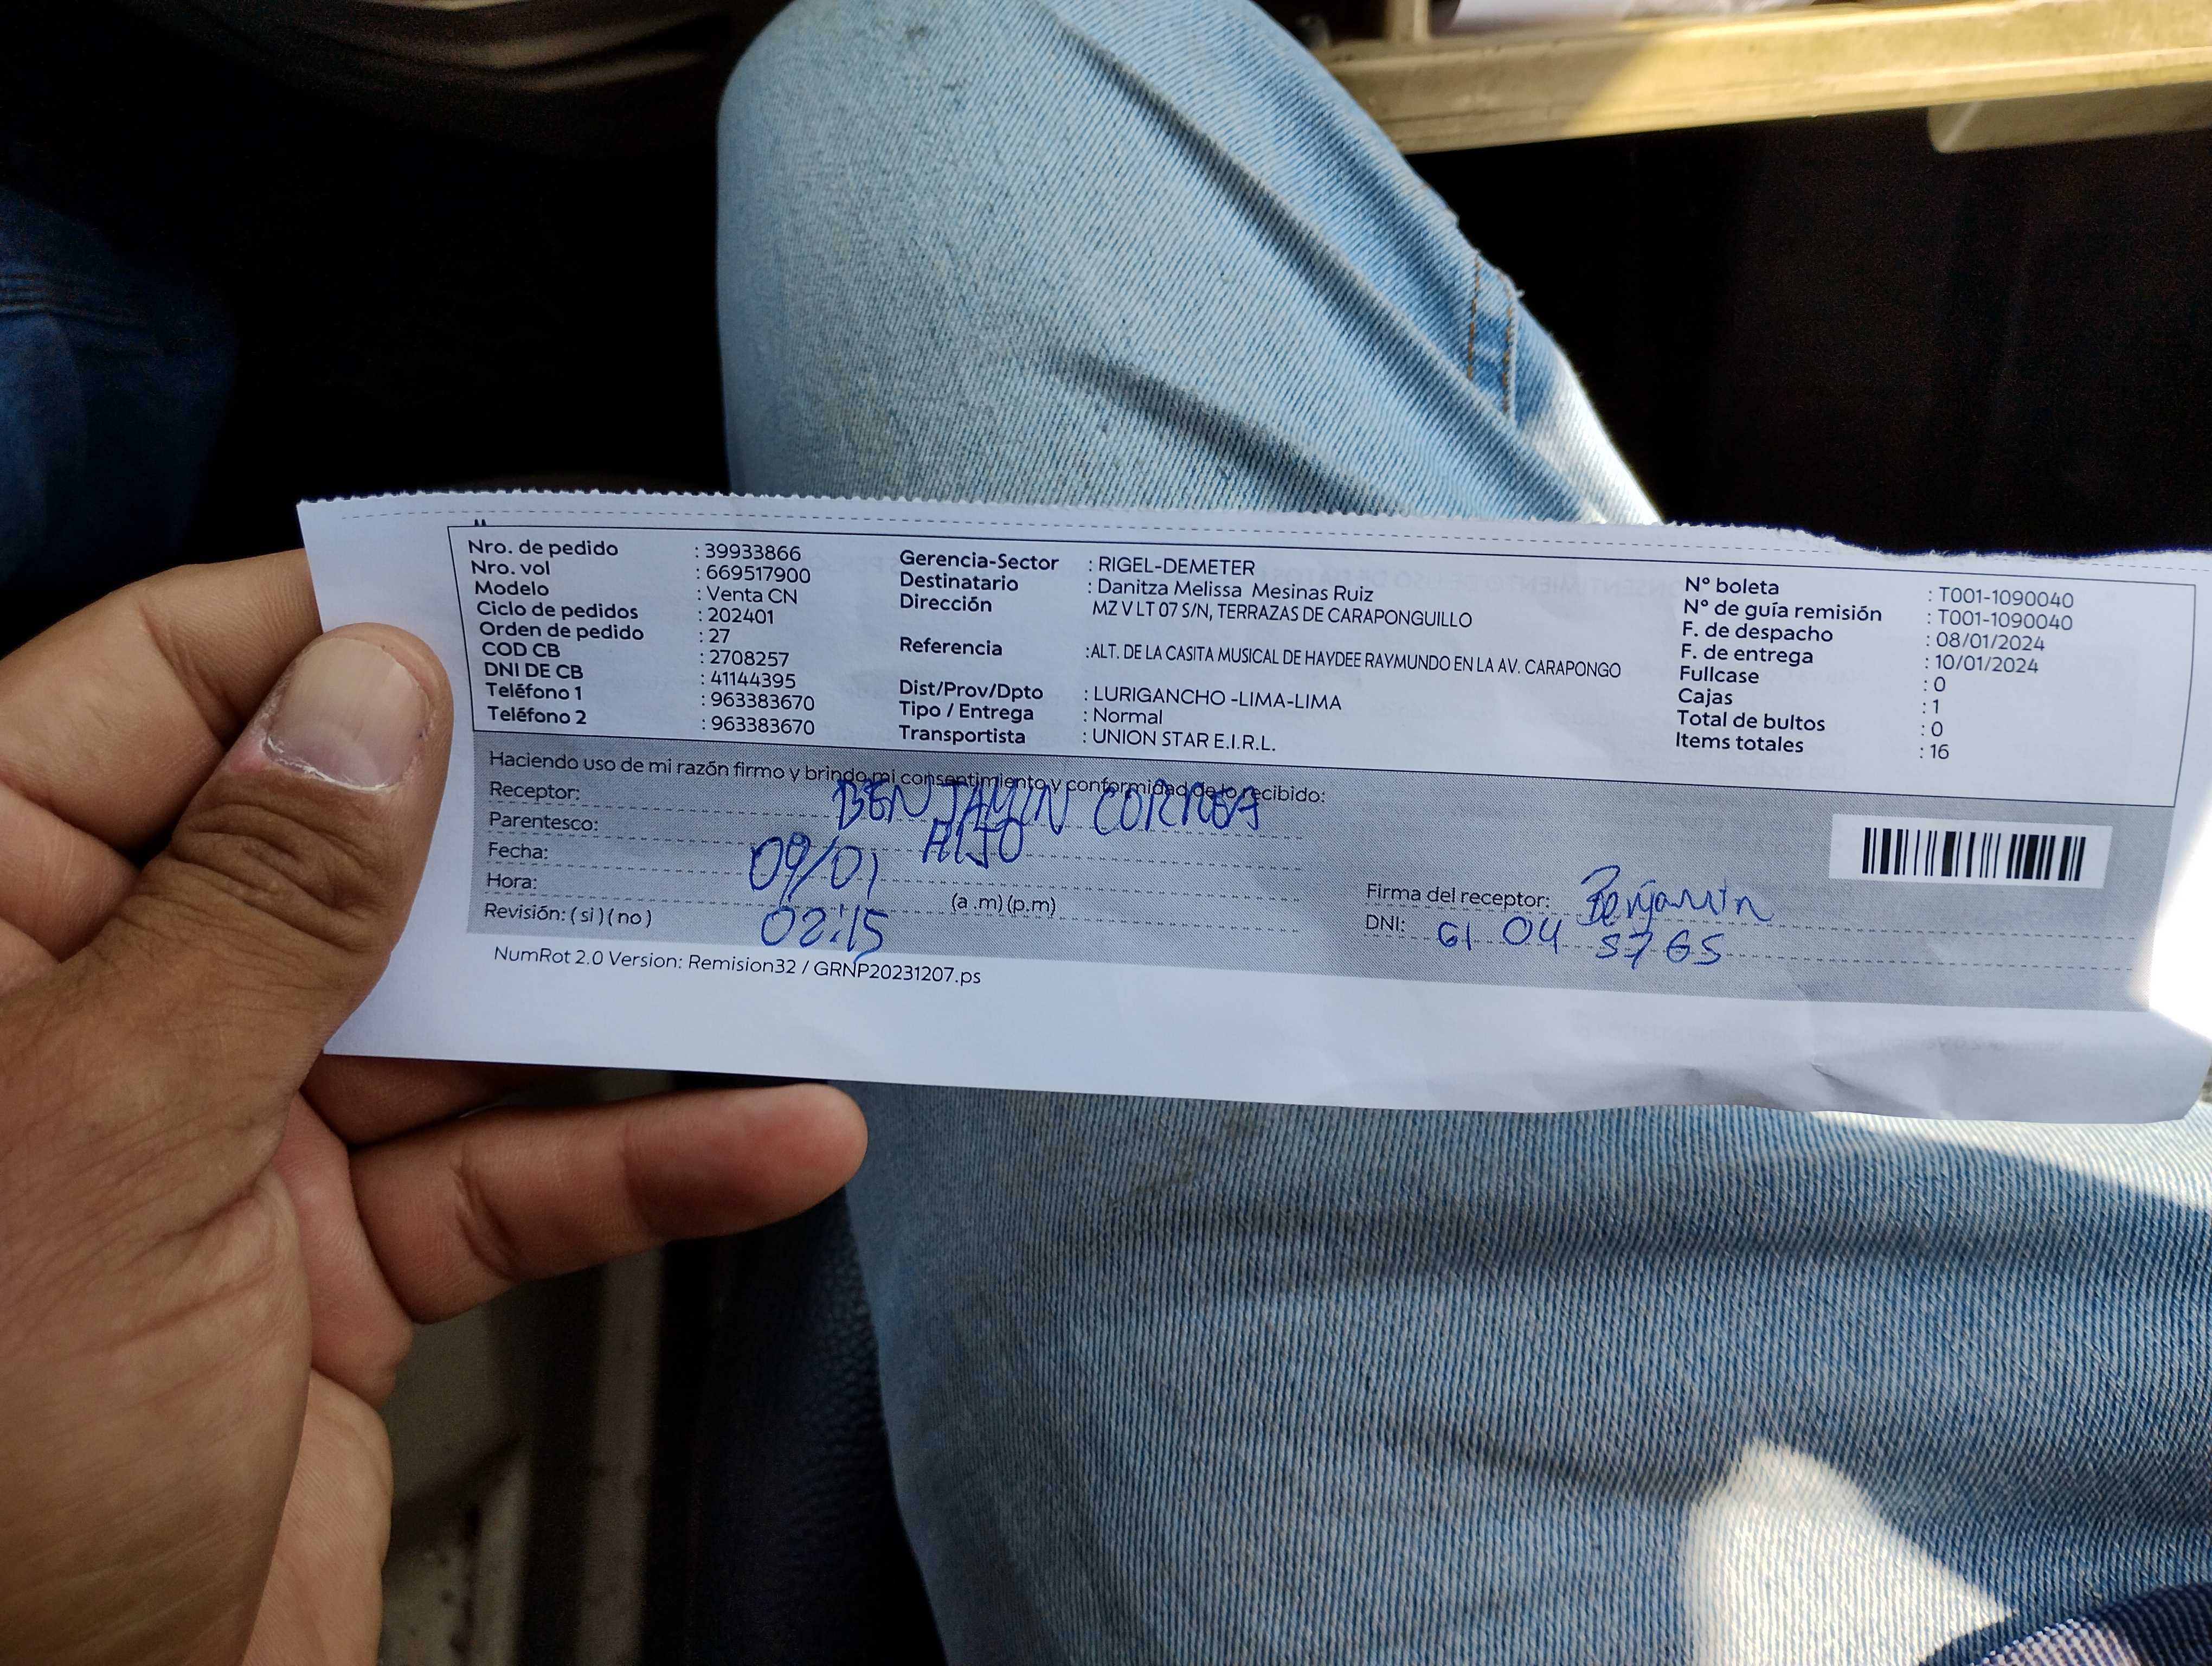 Nro. de pedido : 39933866
Nro. vol : 669517900
Modelo : Venta CN
Ciclo de pedidos : 202401
Orden de pedido : 27
COD CB : 2708257
DNI DE CB : 41144395
Teléfono 1 : 963383670
Teléfono 2 : 963383670
Gerencia-Sector : RIGEL-DEMETER
Destinatario : Danitza Melissa Mesinas Ruiz
Dirección MZ V LT 07 S/N, TERRAZAS DE CARAPONGUILLO
Referencia :ALT. DE LA CASITA MUSICAL DE HAYDEE RAYMUNDO EN LA AV. CARAPONGO
Dist/Prov/Dpto : LURIGANCHO -LIMA-LIMA
Tipo / Entrega : Normal
Transportista : UNION STAR E.I.R.L.
N° boleta : T001-1090040
N° de guía remisión : T001-1090040
F. de despacho : 08/01/2024
F. de entrega : 10/01/2024
Fullcase : 0
Cajas : 1
Total de bultos : 0
Items totales : 16
Haciendo uso de mi razón firmo y brindo mi consentimiento y conformidad de lo recibido:
Receptor: BENJAMIN CORREA
Parentesco: HIJO
Fecha: 09/01
Hora: 02:15 (a .m) (p.m)
Revisión: ( si ) ( no )
Firma del receptor: Benjamin
DNI: 61 04 57 65
NumRot 2.0 Version: Remision32 / GRNP20231207.ps